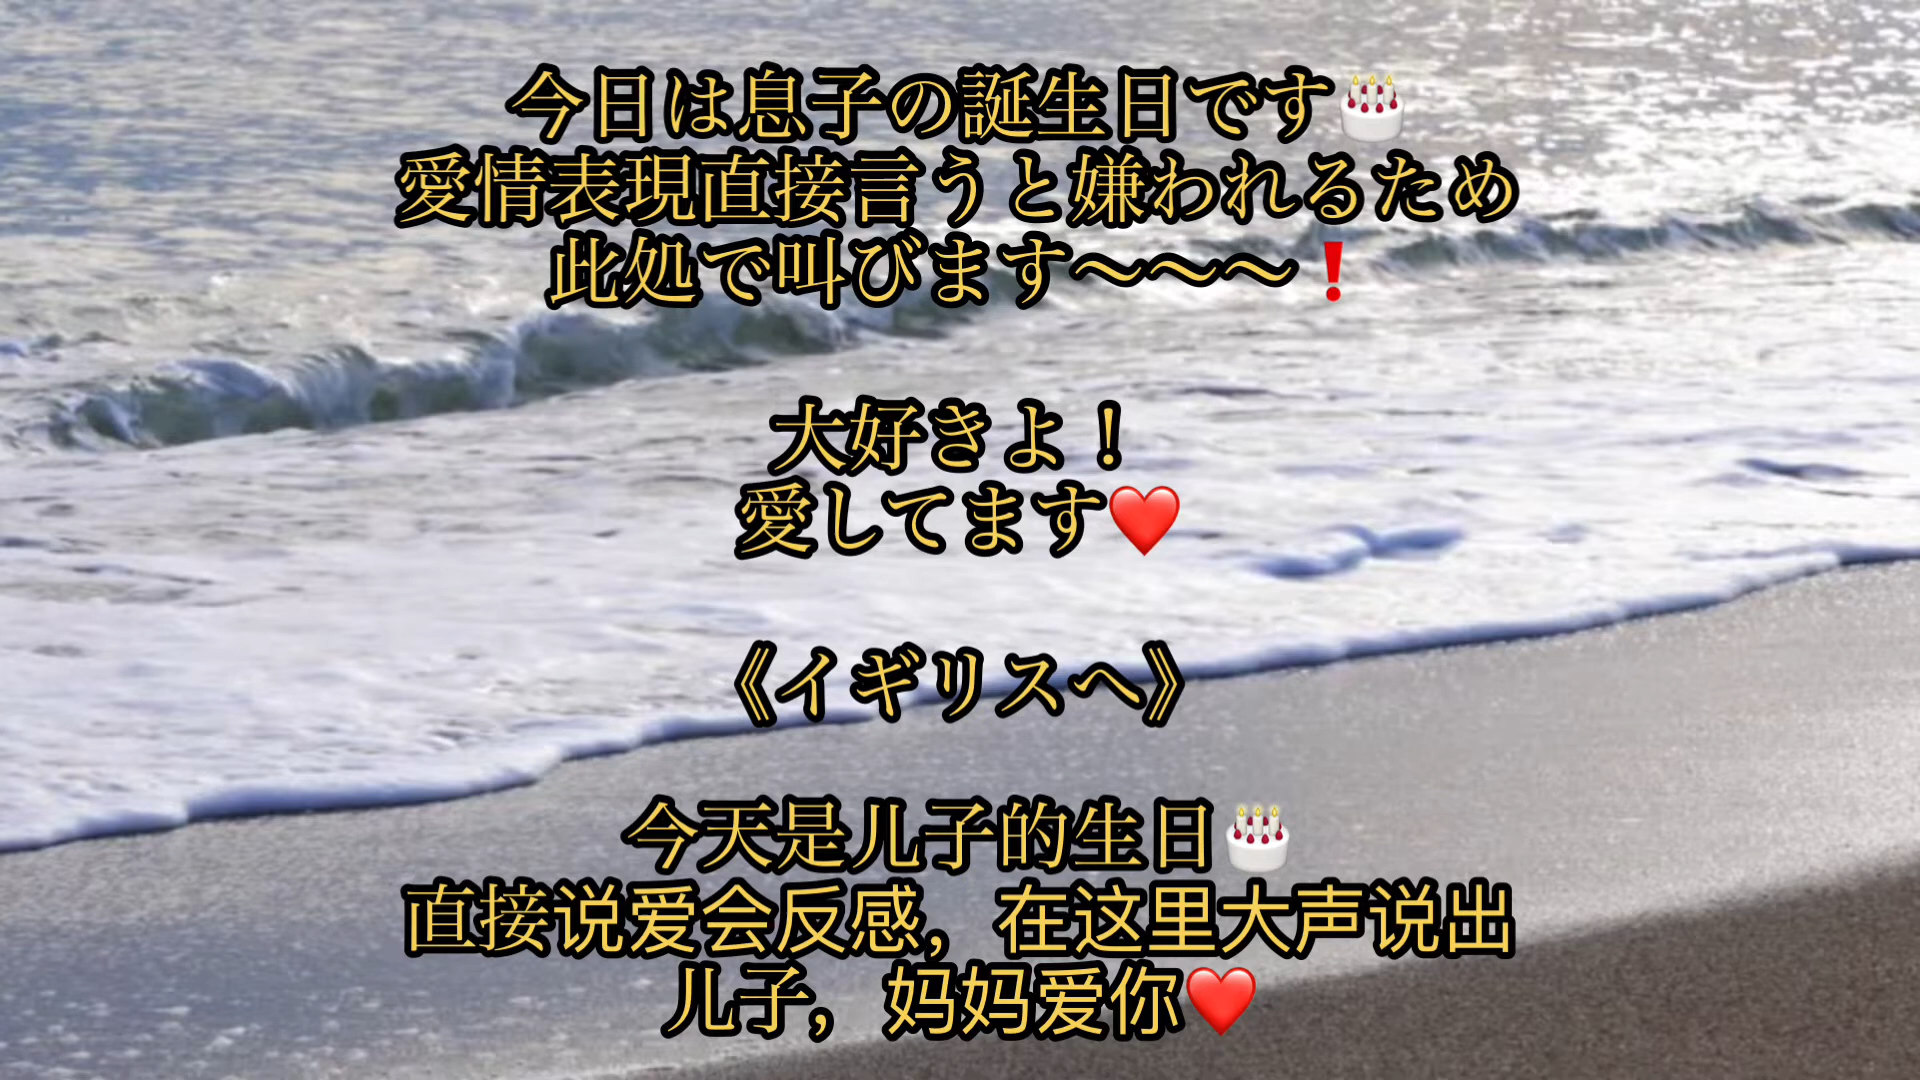 今日は息子の誕生日です🎂
愛情表現直接言うと嫌われるため
此処で叫びます〜〜〜❗
大好きよ！
愛してます❤️
《イギリスへ》
今天是儿子的生日🎂
直接说爱会反感，在这里大声说出
儿子，妈妈爱你❤️